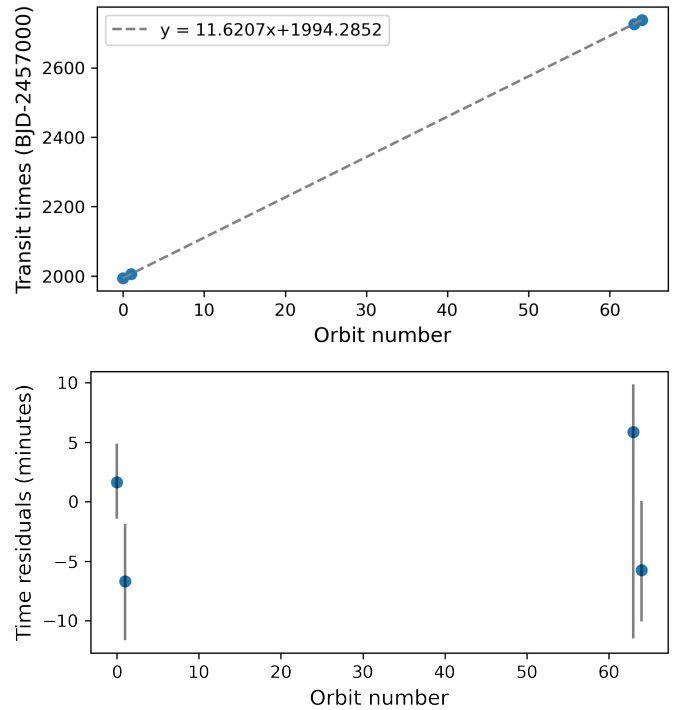 y = 11.6207x+1994.2852
Transit times (BJD-2457000)
2600
2400
2200
2000
0 10 20 30 40 50 60
Orbit number
Time residuals (minutes)
10
5
0
−5
−10
0 10 20 30 40 50 60
Orbit number